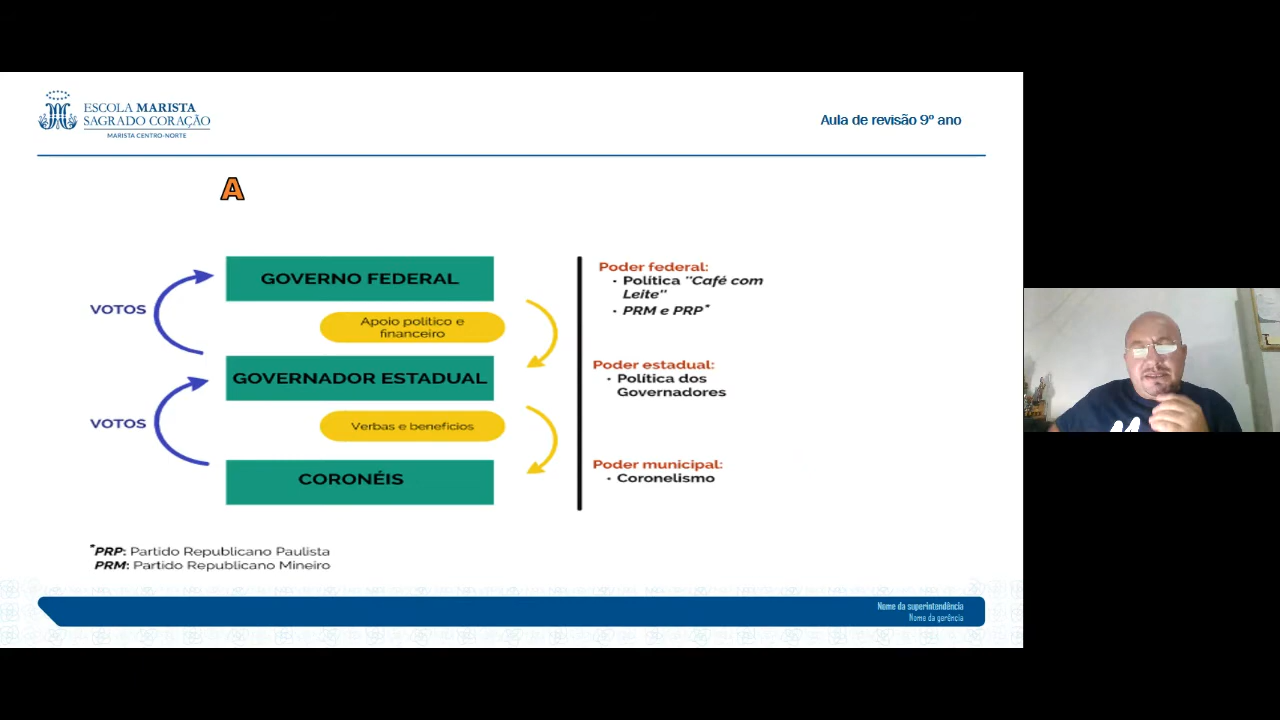 ESCOLA MARISTA
SAGRADO CORAÇÃO
MARISTA CENTRO-NORTE
Aula de revisão 9º ano
A
GOVERNO FEDERAL
VOTOS
Apoio político e
financeiro
GOVERNADOR ESTADUAL
VOTOS
Verbas e benefícios
CORONÉIS
Poder federal:
• Política "Café com
Leite"
• PRM e PRP*
Poder estadual:
• Política dos
Governadores
Poder municipal:
• Coronelismo
*PRP: Partido Republicano Paulista
PRM: Partido Republicano Mineiro
Nome da superintendência
Nome da gerência